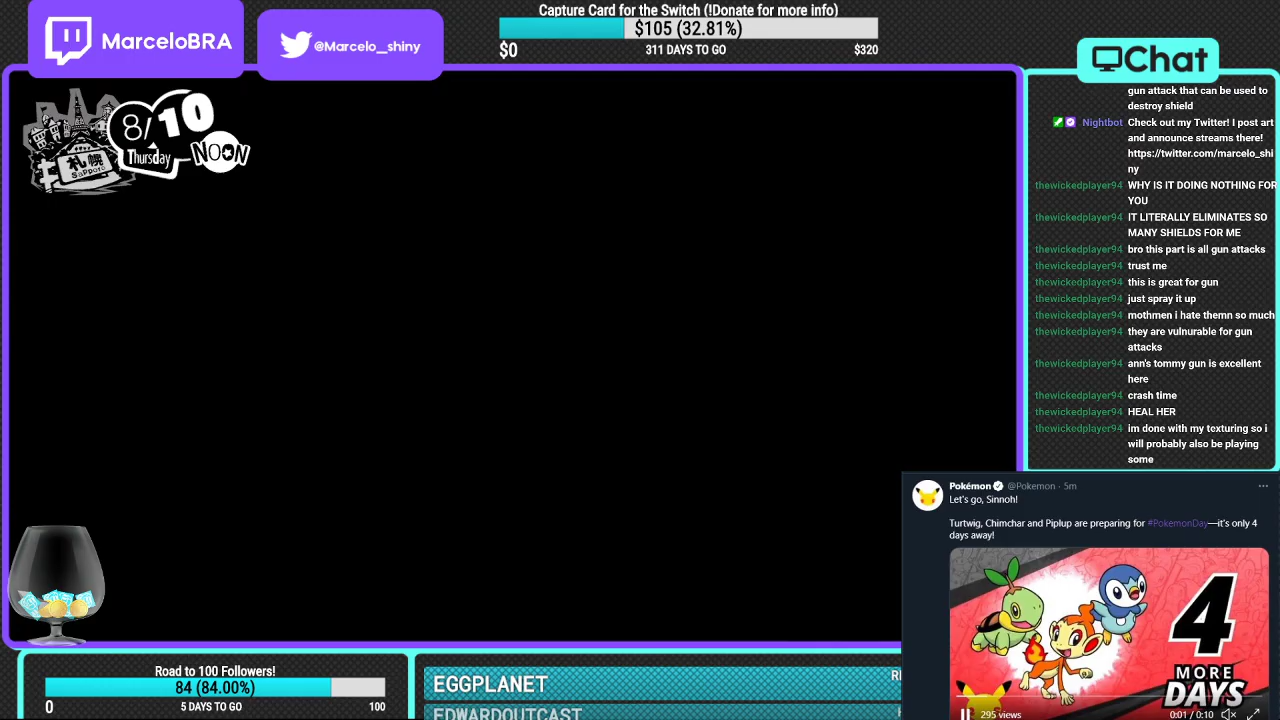 MarceloBRA
@Marcelo_shiny
Capture Card for the Switch (!Donate for more info)
$105 (32.81%)
$0
311 DAYS TO GO
$320
Chat
8/10
Thursday
NOON
札幌
Sapporo
gun attack that can be used to
destroy shield
Nightbot Check out my Twitter! I post art
and announce streams there!
https://twitter.com/marcelo_shi
ny
thewickedplayer94 WHY IS IT DOING NOTHING FOR
YOU
thewickedplayer94 IT LITERALLY ELIMINATES SO
MANY SHIELDS FOR ME
thewickedplayer94 bro this part is all gun attacks
thewickedplayer94 trust me
thewickedplayer94 this is great for gun
thewickedplayer94 just spray it up
thewickedplayer94 mothmen i hate themn so much
thewickedplayer94 they are vulnurable for gun
attacks
thewickedplayer94 ann's tommy gun is excellent
here
thewickedplayer94 crash time
thewickedplayer94 HEAL HER
thewickedplayer94 im done with my texturing so i
will probably also be playing
some
Pokémon @Pokemon · 5m
Let's go, Sinnoh!
Turtwig, Chimchar and Piplup are preparing for #PokemonDay—it's only 4
days away!
4
MORE
DAYS
295 views
0:01 / 0:10
Road to 100 Followers!
84 (84.00%)
0
5 DAYS TO GO
100
EGGPLANET
EDWARDOUTCAST